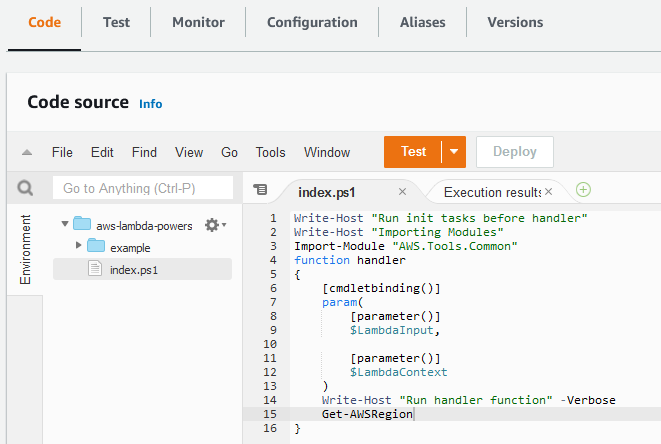 Code Test Monitor Configuration Aliases Versions
Code source Info
File Edit Find View Go Tools Window Test Deploy
Go to Anything (Ctrl-P) index.ps1 × Execution results ×
Environment
aws-lambda-powers
example
index.ps1
1 Write-Host "Run init tasks before handler"
2 Write-Host "Importing Modules"
3 Import-Module "AWS.Tools.Common"
4 function handler
5 {
6 [cmdletbinding()]
7 param(
8 [parameter()]
9 $LambdaInput,
10
11 [parameter()]
12 $LambdaContext
13 )
14 Write-Host "Run handler function" -Verbose
15 Get-AWSRegion
16 }